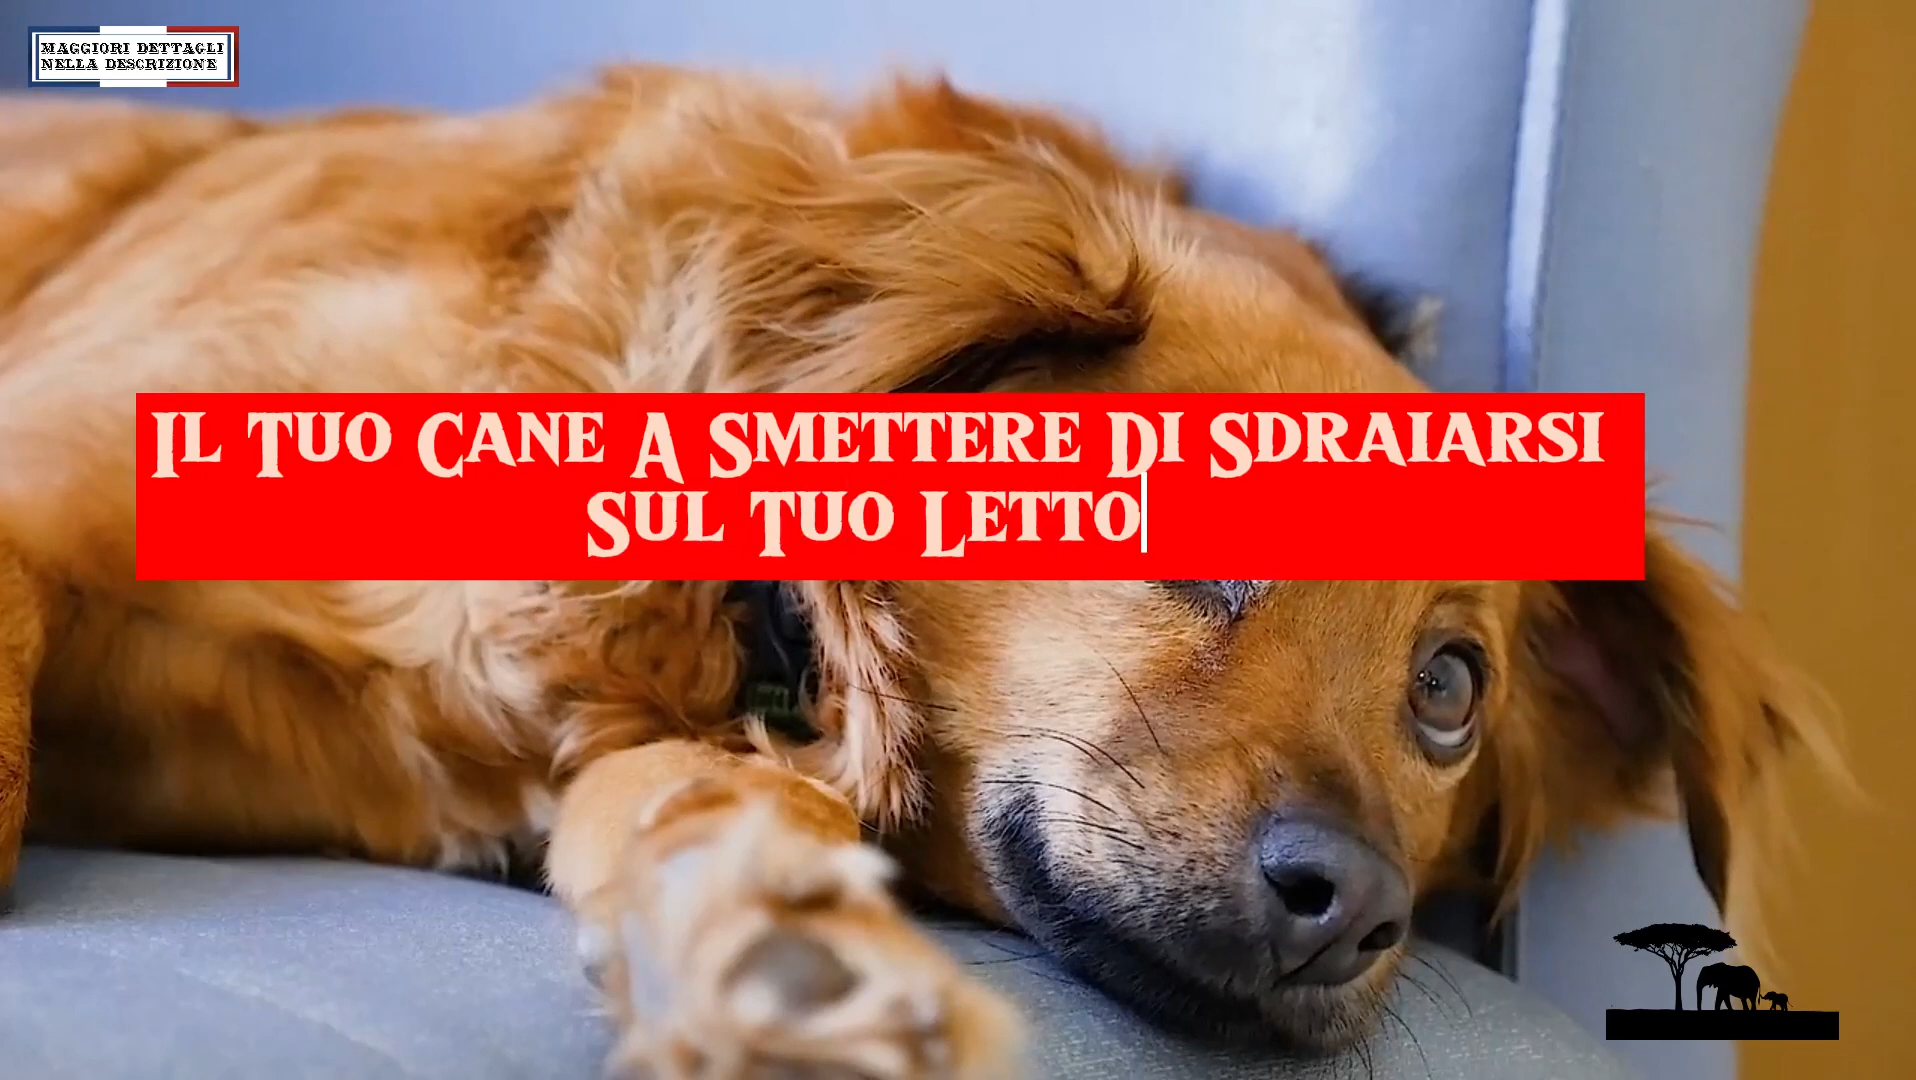 MAGGIORI DETTAGLI
NELLA DESCRIZIONE
Il Tuo Cane A Smettere Di Sdraiarsi
Sul Tuo Letto